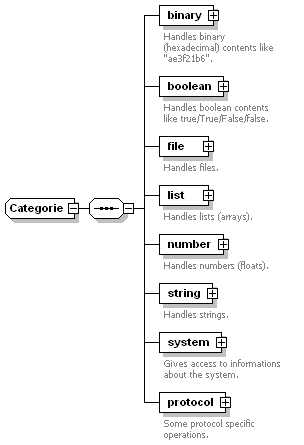 binary
Handles binary
(hexadecimal) contents like
"ae3f21b6".
boolean
Handles boolean contents
like true/True/False/false.
file
Handles files.
list
Handles lists (arrays).
Categorie
number
Handles numbers (floats).
string
Handles strings.
system
Gives access to informations
about the system.
protocol
Some protocol specific
operations.